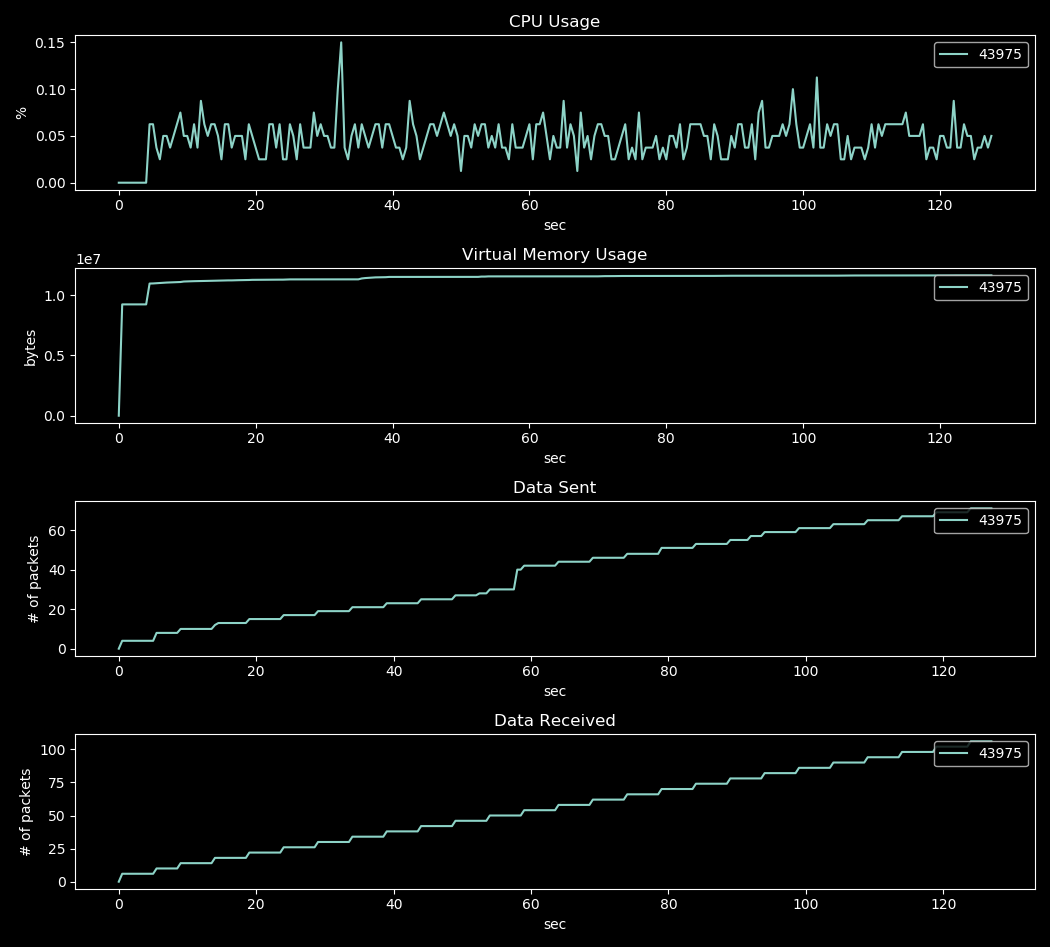 CPU Usage
0.15
0.10
0.05
0.00
%
43975
0 20 40 60 80 100 120
sec
Virtual Memory Usage
1e7
1.0
0.5
0.0
bytes
43975
0 20 40 60 80 100 120
sec
Data Sent
60
40
20
0
# of packets
43975
0 20 40 60 80 100 120
sec
Data Received
100
75
50
25
0
# of packets
43975
0 20 40 60 80 100 120
sec